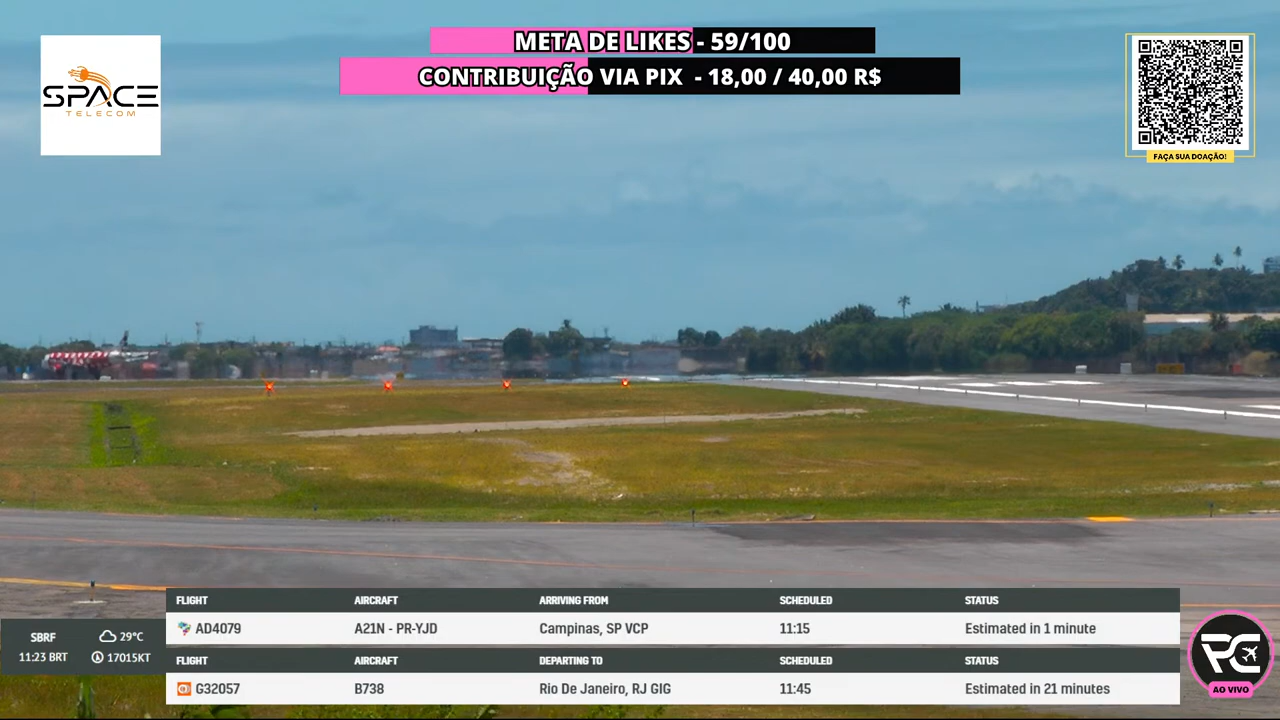 META DE LIKES - 59/100
CONTRIBUIÇÃO VIA PIX - 18,00 / 40,00 R$
SPACE
TELECOM
FAÇA SUA DOAÇÃO!
FLIGHT AIRCRAFT ARRIVING FROM SCHEDULED STATUS
AD4079 A21N - PR-YJD Campinas, SP VCP 11:15 Estimated in 1 minute
FLIGHT AIRCRAFT DEPARTING TO SCHEDULED STATUS
G32057 B738 Rio De Janeiro, RJ GIG 11:45 Estimated in 21 minutes
SBRF 29°C
11:23 BRT 17015KT
RC
AO VIVO